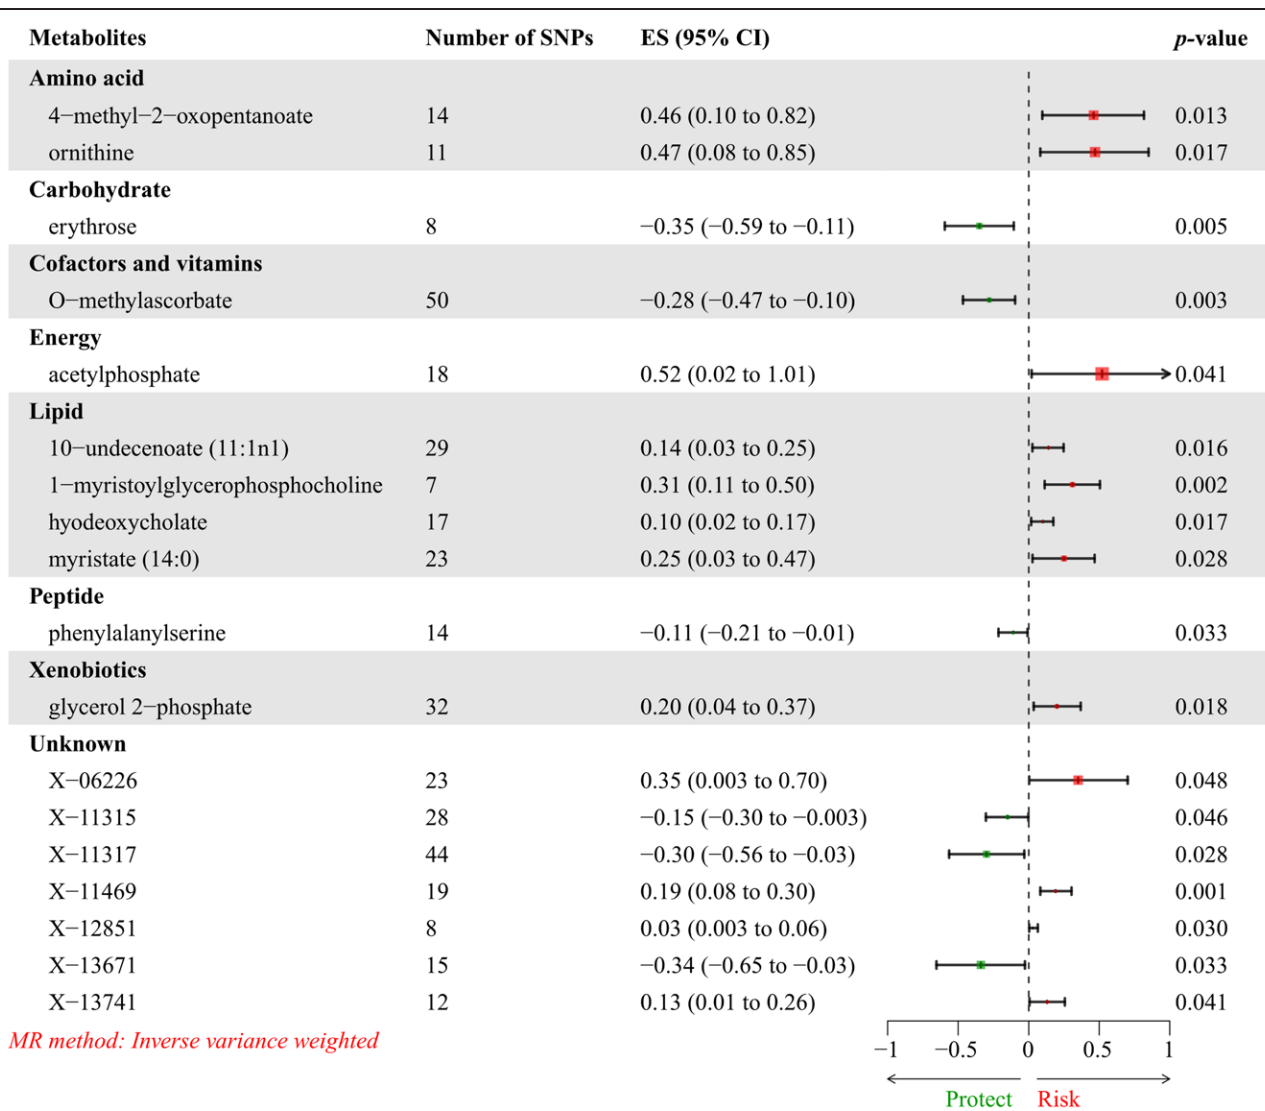 Metabolites Number of SNPs ES (95% CI) p-value
Amino acid
4−methyl−2−oxopentanoate 14 0.46 (0.10 to 0.82) 0.013
ornithine 11 0.47 (0.08 to 0.85) 0.017
Carbohydrate
erythrose 8 −0.35 (−0.59 to −0.11) 0.005
Cofactors and vitamins
O−methylascorbate 50 −0.28 (−0.47 to −0.10) 0.003
Energy
acetylphosphate 18 0.52 (0.02 to 1.01) 0.041
Lipid
10−undecenoate (11:1n1) 29 0.14 (0.03 to 0.25) 0.016
1−myristoylglycerophosphocholine 7 0.31 (0.11 to 0.50) 0.002
hyodeoxycholate 17 0.10 (0.02 to 0.17) 0.017
myristate (14:0) 23 0.25 (0.03 to 0.47) 0.028
Peptide
phenylalanylserine 14 −0.11 (−0.21 to −0.01) 0.033
Xenobiotics
glycerol 2−phosphate 32 0.20 (0.04 to 0.37) 0.018
Unknown
X−06226 23 0.35 (0.003 to 0.70) 0.048
X−11315 28 −0.15 (−0.30 to −0.003) 0.046
X−11317 44 −0.30 (−0.56 to −0.03) 0.028
X−11469 19 0.19 (0.08 to 0.30) 0.001
X−12851 8 0.03 (0.003 to 0.06) 0.030
X−13671 15 −0.34 (−0.65 to −0.03) 0.033
X−13741 12 0.13 (0.01 to 0.26) 0.041
MR method: Inverse variance weighted
−1 −0.5 0 0.5 1
Protect Risk